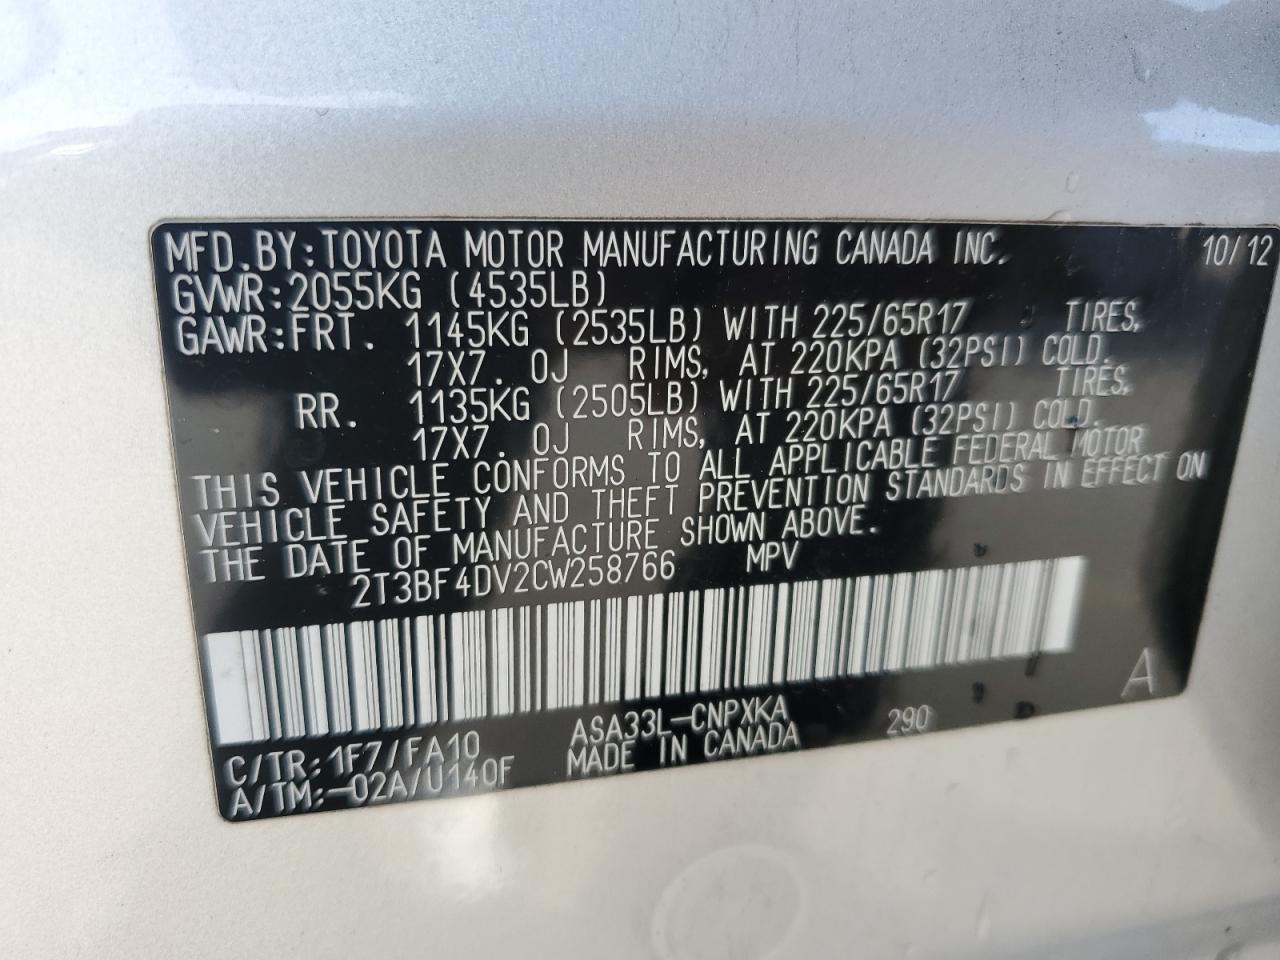 MFD.BY:TOYOTA MOTOR MANUFACTURING CANADA INC. 10/12
GVWR:2055KG (4535LB)
GAWR:FRT. 1145KG (2535LB) WITH 225/65R17 TIRES,
17X7.0J RIMS, AT 220KPA (32PSI) COLD.
RR. 1135KG (2505LB) WITH 225/65R17 TIRES,
17X7.0J RIMS, AT 220KPA (32PSI) COLD.
THIS VEHICLE CONFORMS TO ALL APPLICABLE FEDERAL MOTOR
VEHICLE SAFETY AND THEFT PREVENTION STANDARDS IN EFFECT ON
THE DATE OF MANUFACTURE SHOWN ABOVE.
2T3BF4DV2CW258766 MPV
A
ASA33L-CNPXKA 290
C/TR:1F7/FA10 MADE IN CANADA
A/TM:-02A/U140F